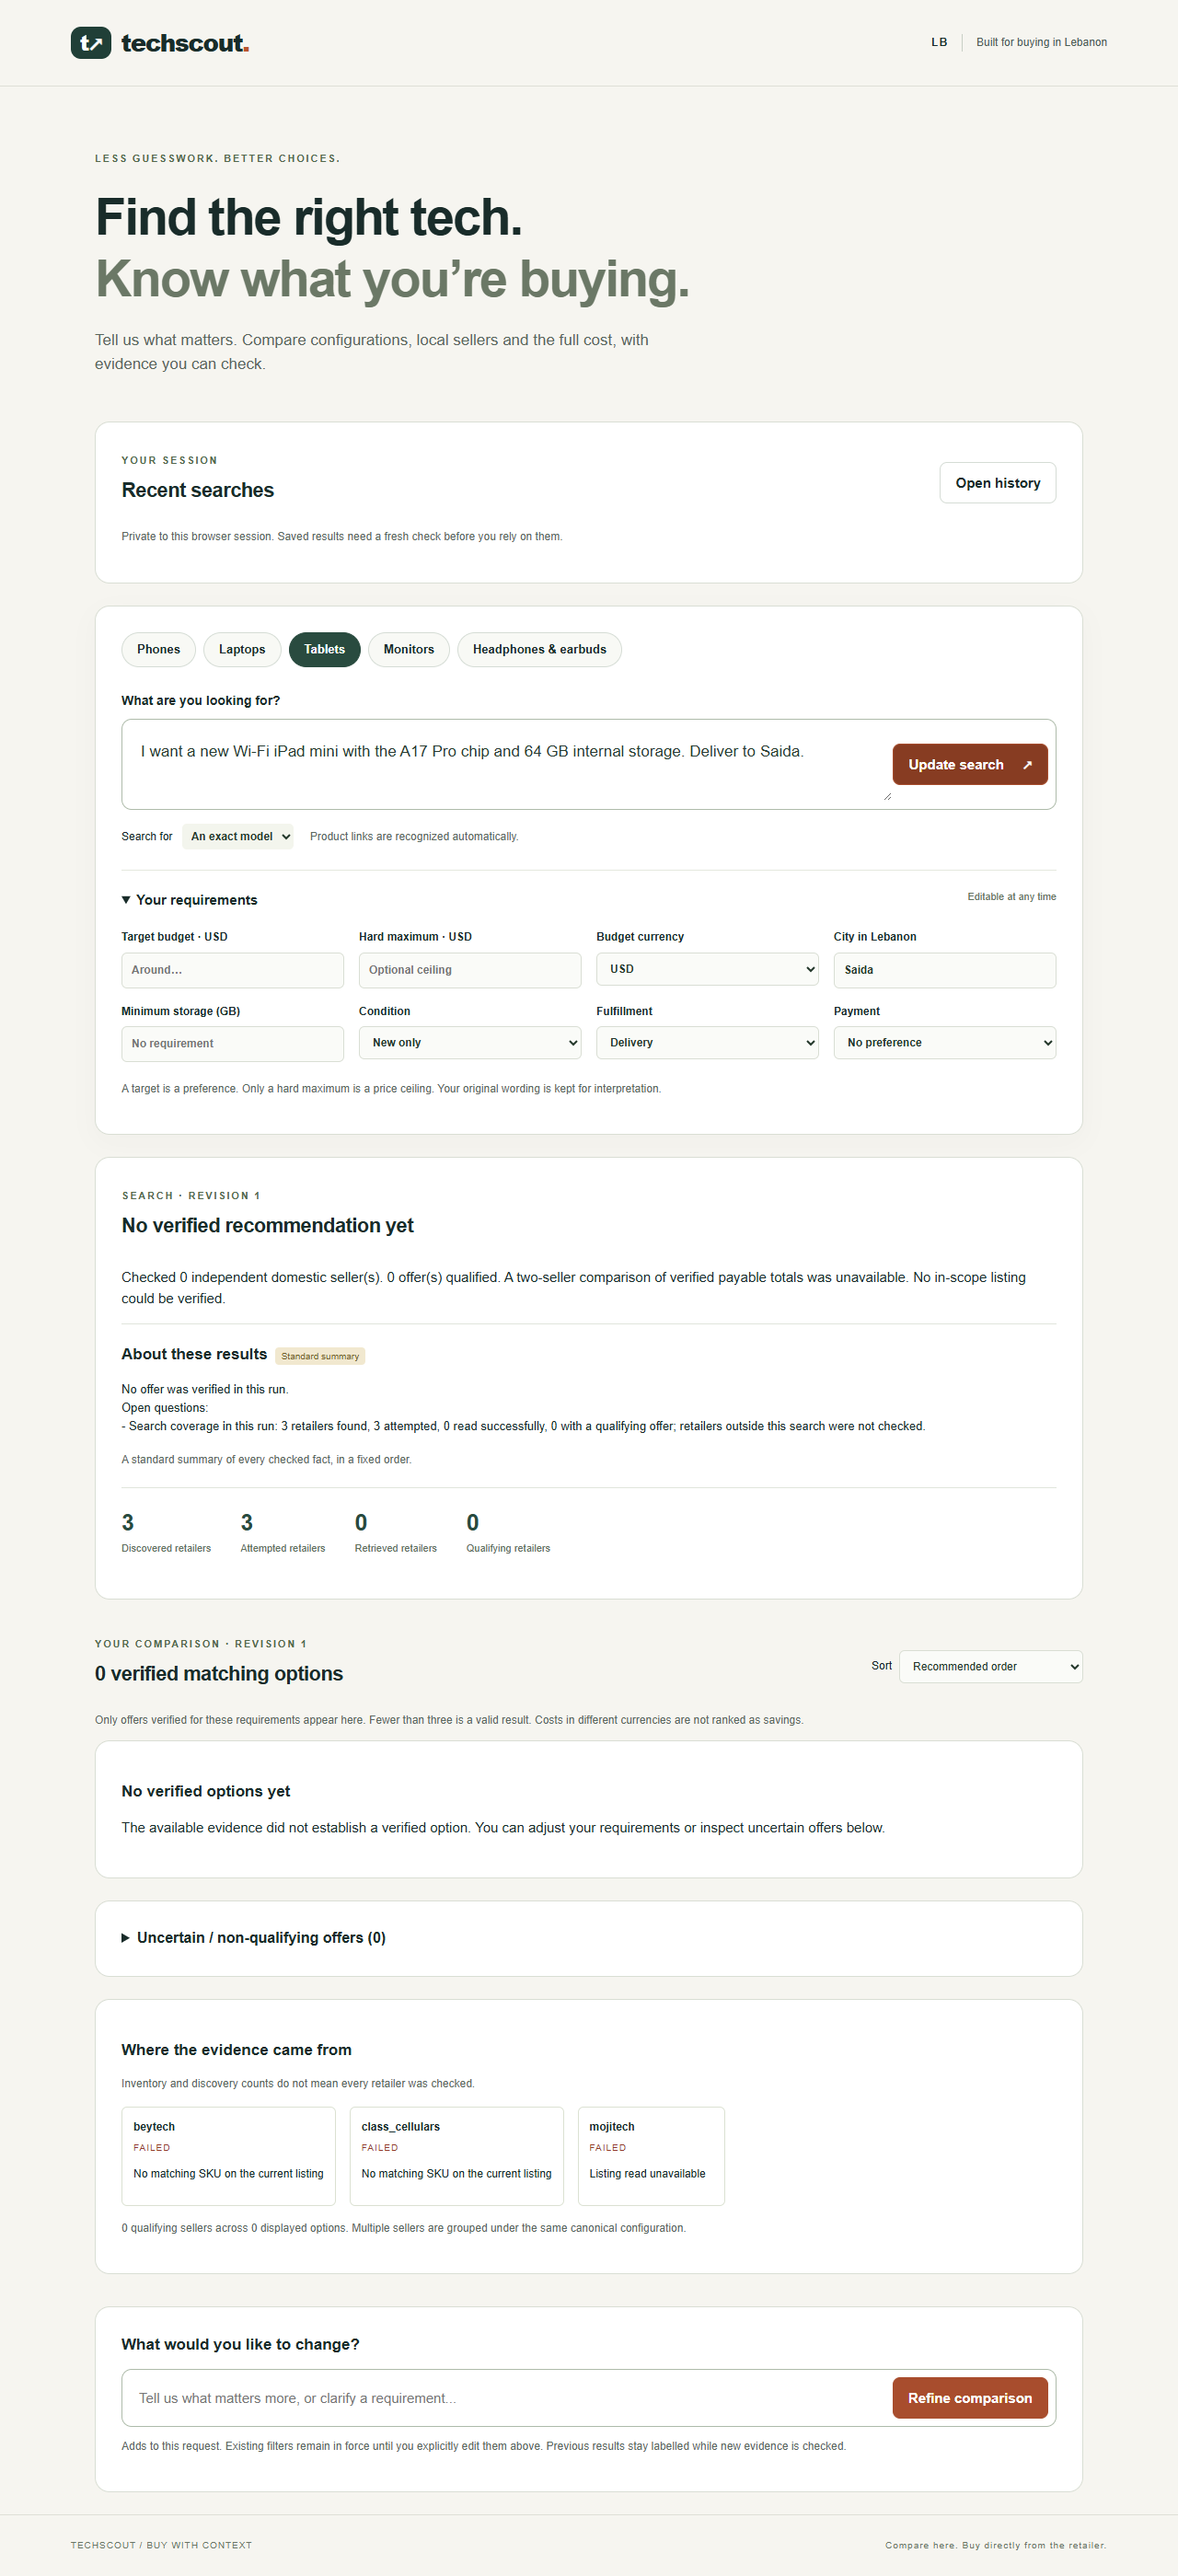 t↗ techscout.
LB
Built for buying in Lebanon
LESS GUESSWORK. BETTER CHOICES.
Find the right tech.
Know what you’re buying.
Tell us what matters. Compare configurations, local sellers and the full cost, with
evidence you can check.
YOUR SESSION
Recent searches
Open history
Private to this browser session. Saved results need a fresh check before you rely on them.
Phones
Laptops
Tablets
Monitors
Headphones & earbuds
What are you looking for?
I want a new Wi-Fi iPad mini with the A17 Pro chip and 64 GB internal storage. Deliver to Saida.
Update search ↗
Search for
An exact model
Product links are recognized automatically.
▼ Your requirements
Editable at any time
Target budget · USD
Hard maximum · USD
Budget currency
City in Lebanon
Around...
Optional ceiling
USD
Saida
Minimum storage (GB)
Condition
Fulfillment
Payment
No requirement
New only
Delivery
No preference
A target is a preference. Only a hard maximum is a price ceiling. Your original wording is kept for interpretation.
SEARCH · REVISION 1
No verified recommendation yet
Checked 0 independent domestic seller(s). 0 offer(s) qualified. A two-seller comparison of verified payable totals was unavailable. No in-scope listing
could be verified.
About these results
Standard summary
No offer was verified in this run.
Open questions:
- Search coverage in this run: 3 retailers found, 3 attempted, 0 read successfully, 0 with a qualifying offer; retailers outside this search were not checked.
A standard summary of every checked fact, in a fixed order.
3
3
0
0
Discovered retailers
Attempted retailers
Retrieved retailers
Qualifying retailers
YOUR COMPARISON · REVISION 1
0 verified matching options
Sort
Recommended order
Only offers verified for these requirements appear here. Fewer than three is a valid result. Costs in different currencies are not ranked as savings.
No verified options yet
The available evidence did not establish a verified option. You can adjust your requirements or inspect uncertain offers below.
▶ Uncertain / non-qualifying offers (0)
Where the evidence came from
Inventory and discovery counts do not mean every retailer was checked.
beytech
FAILED
No matching SKU on the current listing
class_cellulars
FAILED
No matching SKU on the current listing
mojitech
FAILED
Listing read unavailable
0 qualifying sellers across 0 displayed options. Multiple sellers are grouped under the same canonical configuration.
What would you like to change?
Tell us what matters more, or clarify a requirement...
Refine comparison
Adds to this request. Existing filters remain in force until you explicitly edit them above. Previous results stay labelled while new evidence is checked.
TECHSCOUT / BUY WITH CONTEXT
Compare here. Buy directly from the retailer.